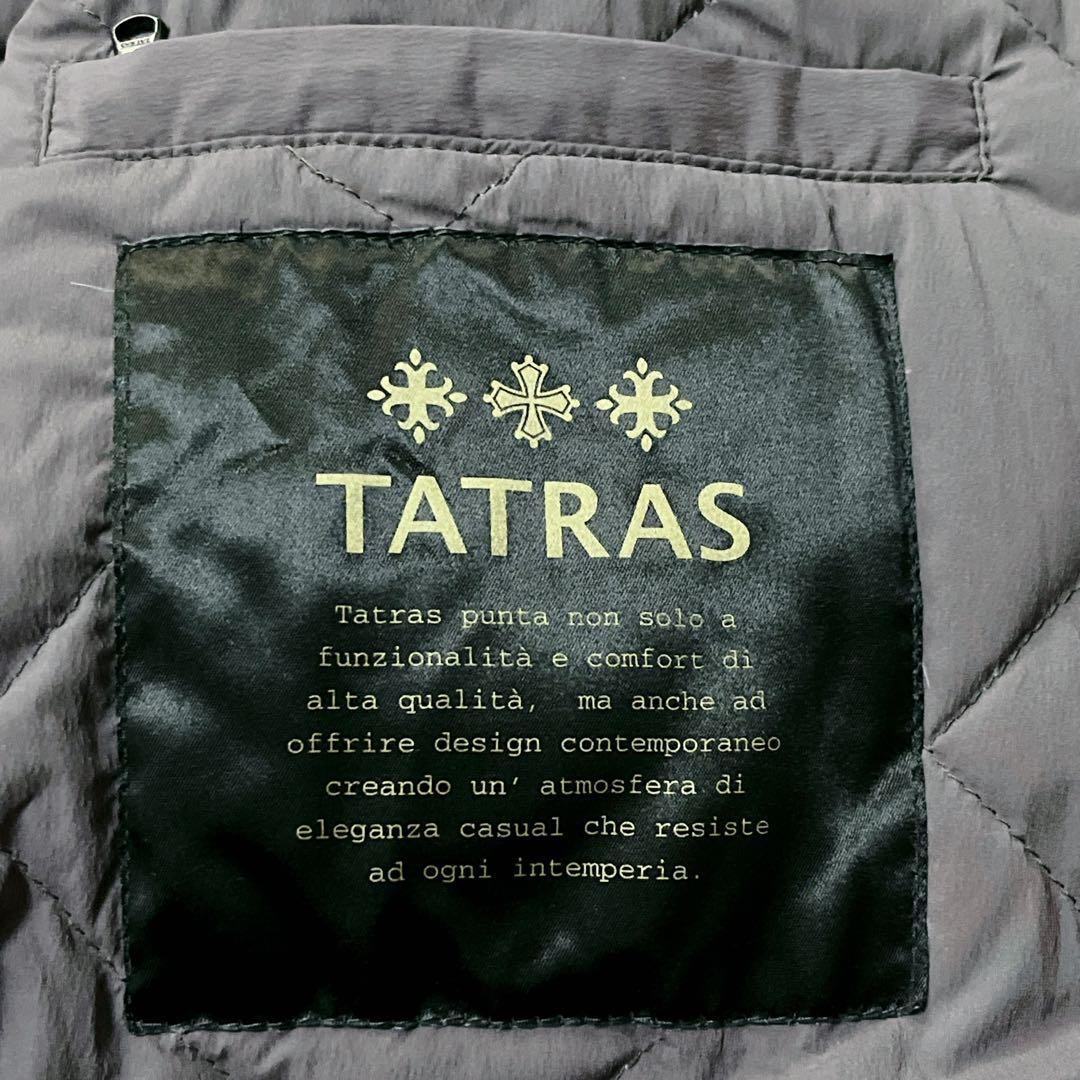 TATRAS
Tatras punta non solo a
funzionalità e comfort di
alta qualità, ma anche ad
offrire design contemporaneo
creando un' atmosfera di
eleganza casual che resiste
ad ogni intemperia.